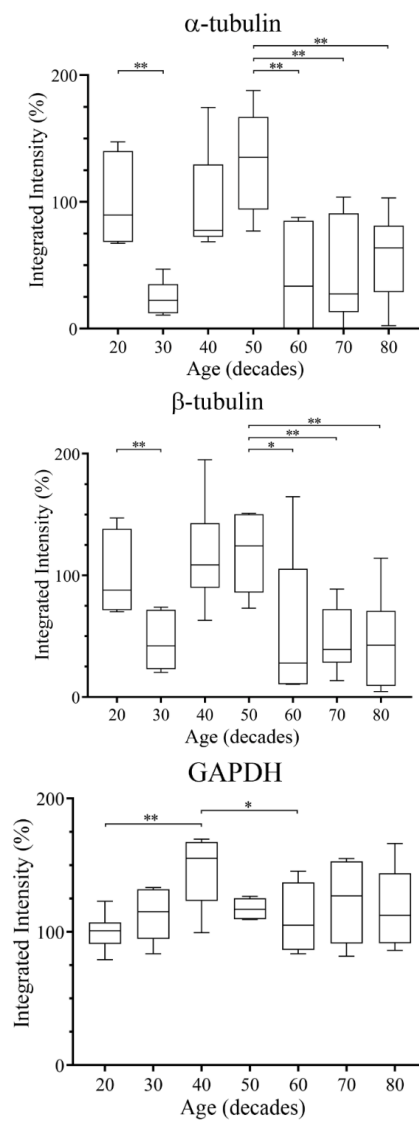 α-tubulin
**
**
**
**
200
100
0
Integrated Intensity (%)
20 30 40 50 60 70 80
Age (decades)
β-tubulin
**
**
**
*
200
100
0
Integrated Intensity (%)
20 30 40 50 60 70 80
Age (decades)
GAPDH
**
*
200
100
0
Integrated Intensity (%)
20 30 40 50 60 70 80
Age (decades)